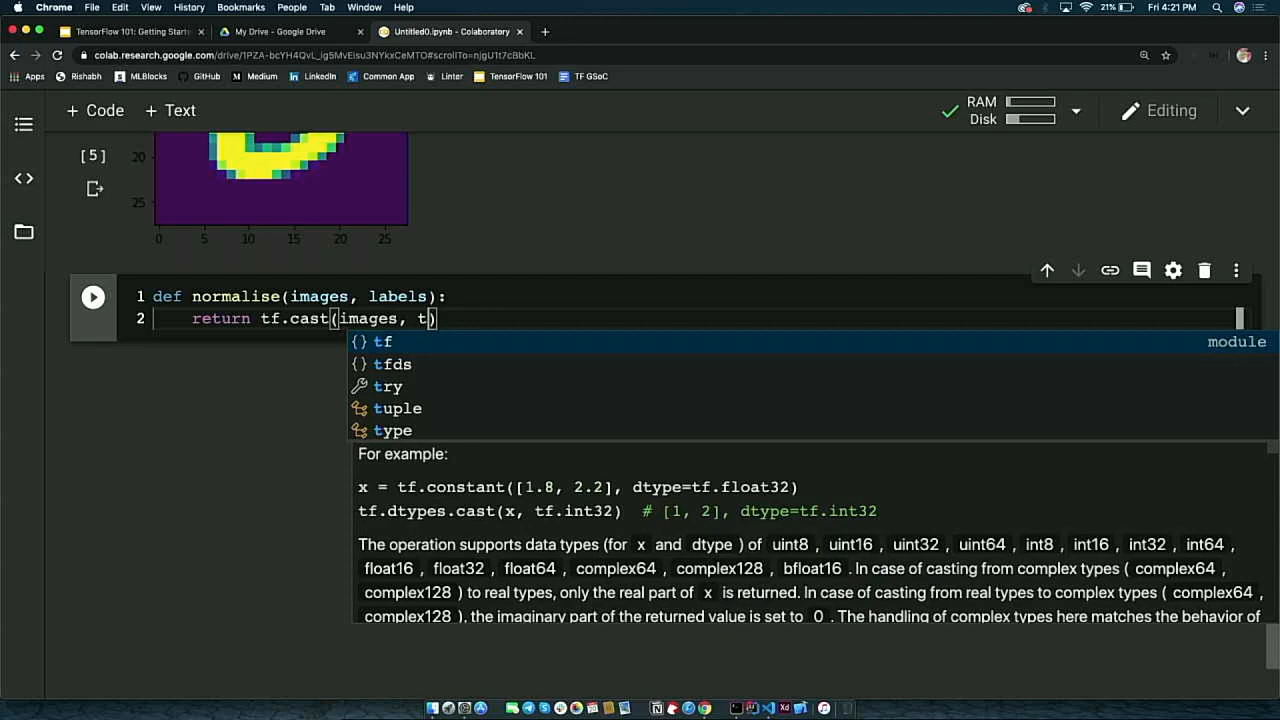 Chrome File Edit View History Bookmarks People Tab Window Help 21% Fri 4:21 PM
TensorFlow 101: Getting Starte My Drive - Google Drive Untitled0.ipynb - Colaboratory
colab.research.google.com/drive/1PZA-bcYH4QvL_ig5MvEisu3NYkxCeMTO#scrollTo=njgU1t7cBbKL
Apps Rishabh MLBlocks GitHub Medium LinkedIn Common App Linter TensorFlow 101 TF GSoC
+ Code + Text RAM Disk Editing
[5] 20
25
0 5 10 15 20 25
1 def normalise(images, labels):
2 return tf.cast(images, t)
tf module
tfds
try
tuple
type
For example:
x = tf.constant([1.8, 2.2], dtype=tf.float32)
tf.dtypes.cast(x, tf.int32) # [1, 2], dtype=tf.int32
The operation supports data types (for x and dtype ) of uint8 , uint16 , uint32 , uint64 , int8 , int16 , int32 , int64 ,
float16 , float32 , float64 , complex64 , complex128 , bfloat16 . In case of casting from complex types ( complex64 ,
complex128 ) to real types, only the real part of x is returned. In case of casting from real types to complex types ( complex64 ,
complex128 ), the imaginary part of the returned value is set to 0 . The handling of complex types here matches the behavior of